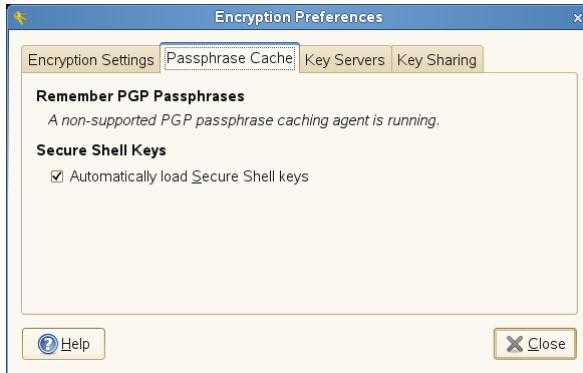 Encryption Preferences
Encryption Settings Passphrase Cache Key Servers Key Sharing
Remember PGP Passphrases
A non-supported PGP passphrase caching agent is running.
Secure Shell Keys
Automatically load Secure Shell keys
Help Close